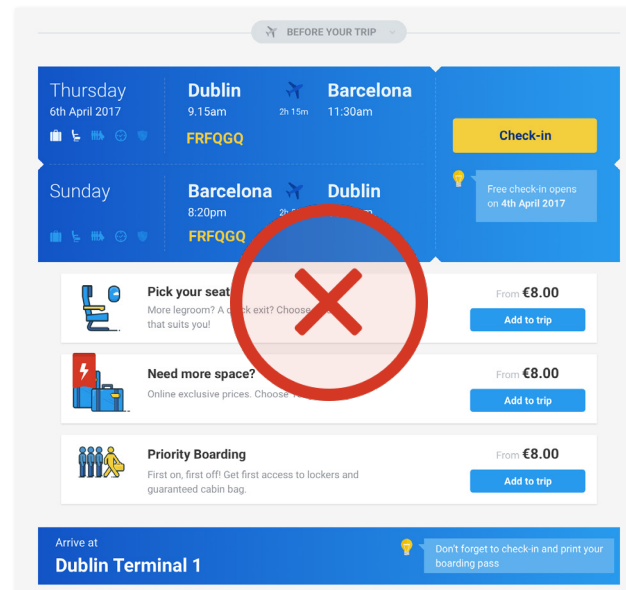 BEFORE YOUR TRIP
Thursday
6th April 2017
Dublin
9.15am
2h 15m
Barcelona
11:30am
FRFQGQ
Check-in
Sunday
Barcelona
8:20pm
Dublin
FRFQGQ
Free check-in opens
on 4th April 2017
Pick your seat
More legroom? A quick exit? Choose
that suits you!
From €8.00
Add to trip
Need more space?
Online exclusive prices. Choose
From €8.00
Add to trip
Priority Boarding
First on, first off! Get first access to lockers and
guaranteed cabin bag.
From €8.00
Add to trip
Arrive at
Dublin Terminal 1
Don't forget to check-in and print your
boarding pass